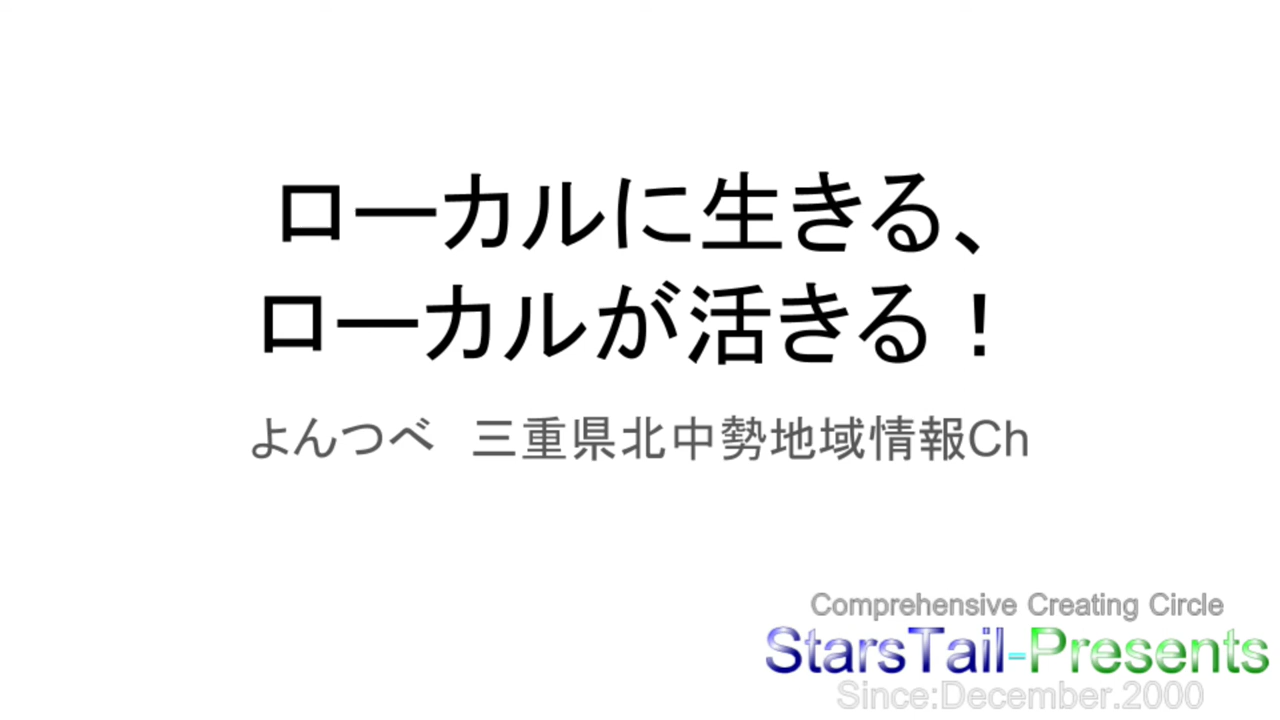 ローカルに生きる、
ローカルが活きる！
よんつべ　三重県北中勢地域情報Ch
Comprehensive Creating Circle
StarsTail-Presents
Since:December.2000